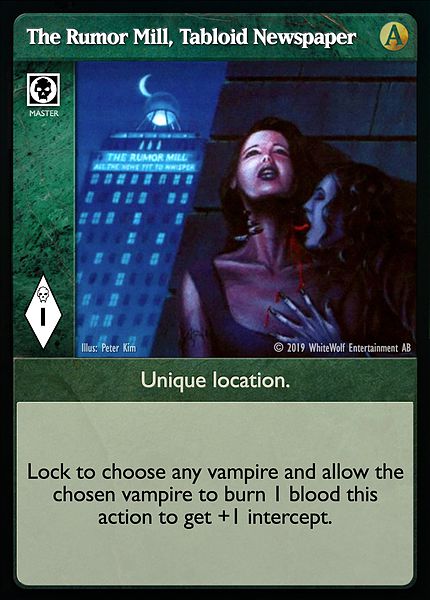 The Rumor Mill, Tabloid Newspaper
A
MASTER
THE RUMOR MILL
ALL THE NEWS FIT TO WHISPER
1
Illus: Peter Kim
© 2019 WhiteWolf Entertainment AB
Unique location.
Lock to choose any vampire and allow the
chosen vampire to burn 1 blood this
action to get +1 intercept.